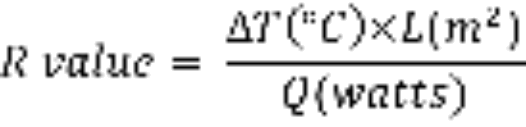 R value = ΔT(°C)×L(m²)
Q(watts)